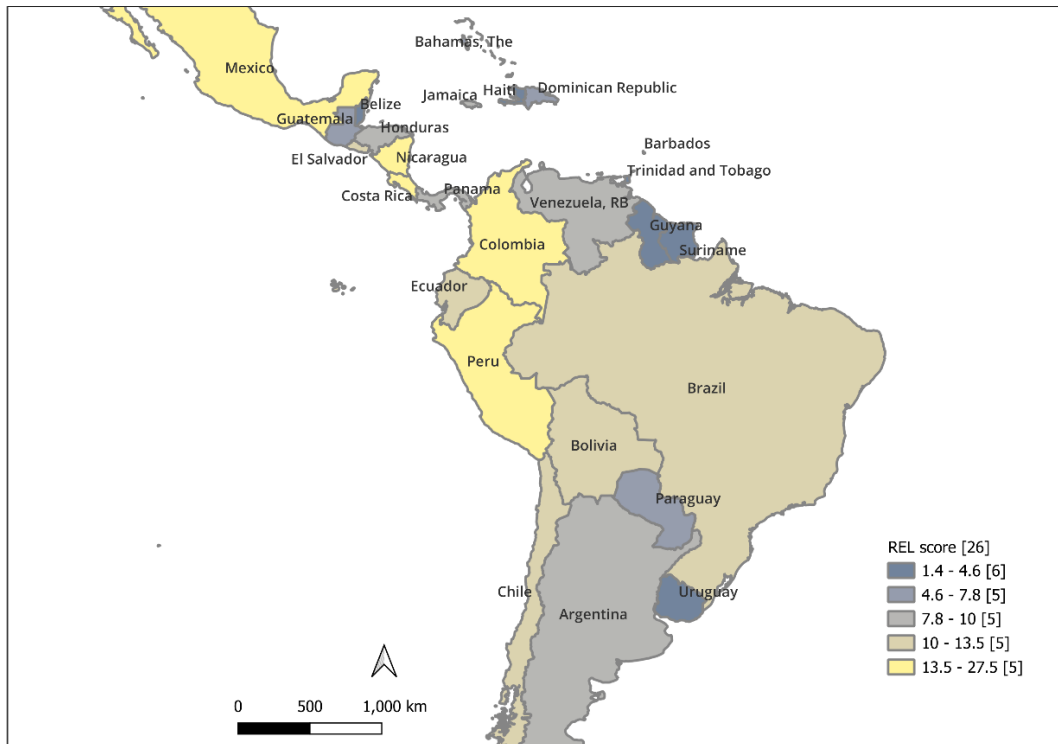 Bahamas, The
Mexico
Haiti
Dominican Republic
Jamaica
Belize
Guatemala
Honduras
Barbados
El Salvador
Nicaragua
Trinidad and Tobago
Costa Rica
Panama
Venezuela, RB
Guyana
Colombia
Suriname
Ecuador
Peru
Brazil
Bolivia
Paraguay
Chile
Uruguay
Argentina
REL score [26]
1.4 - 4.6 [6]
4.6 - 7.8 [5]
7.8 - 10 [5]
10 - 13.5 [5]
13.5 - 27.5 [5]
0 500 1,000 km